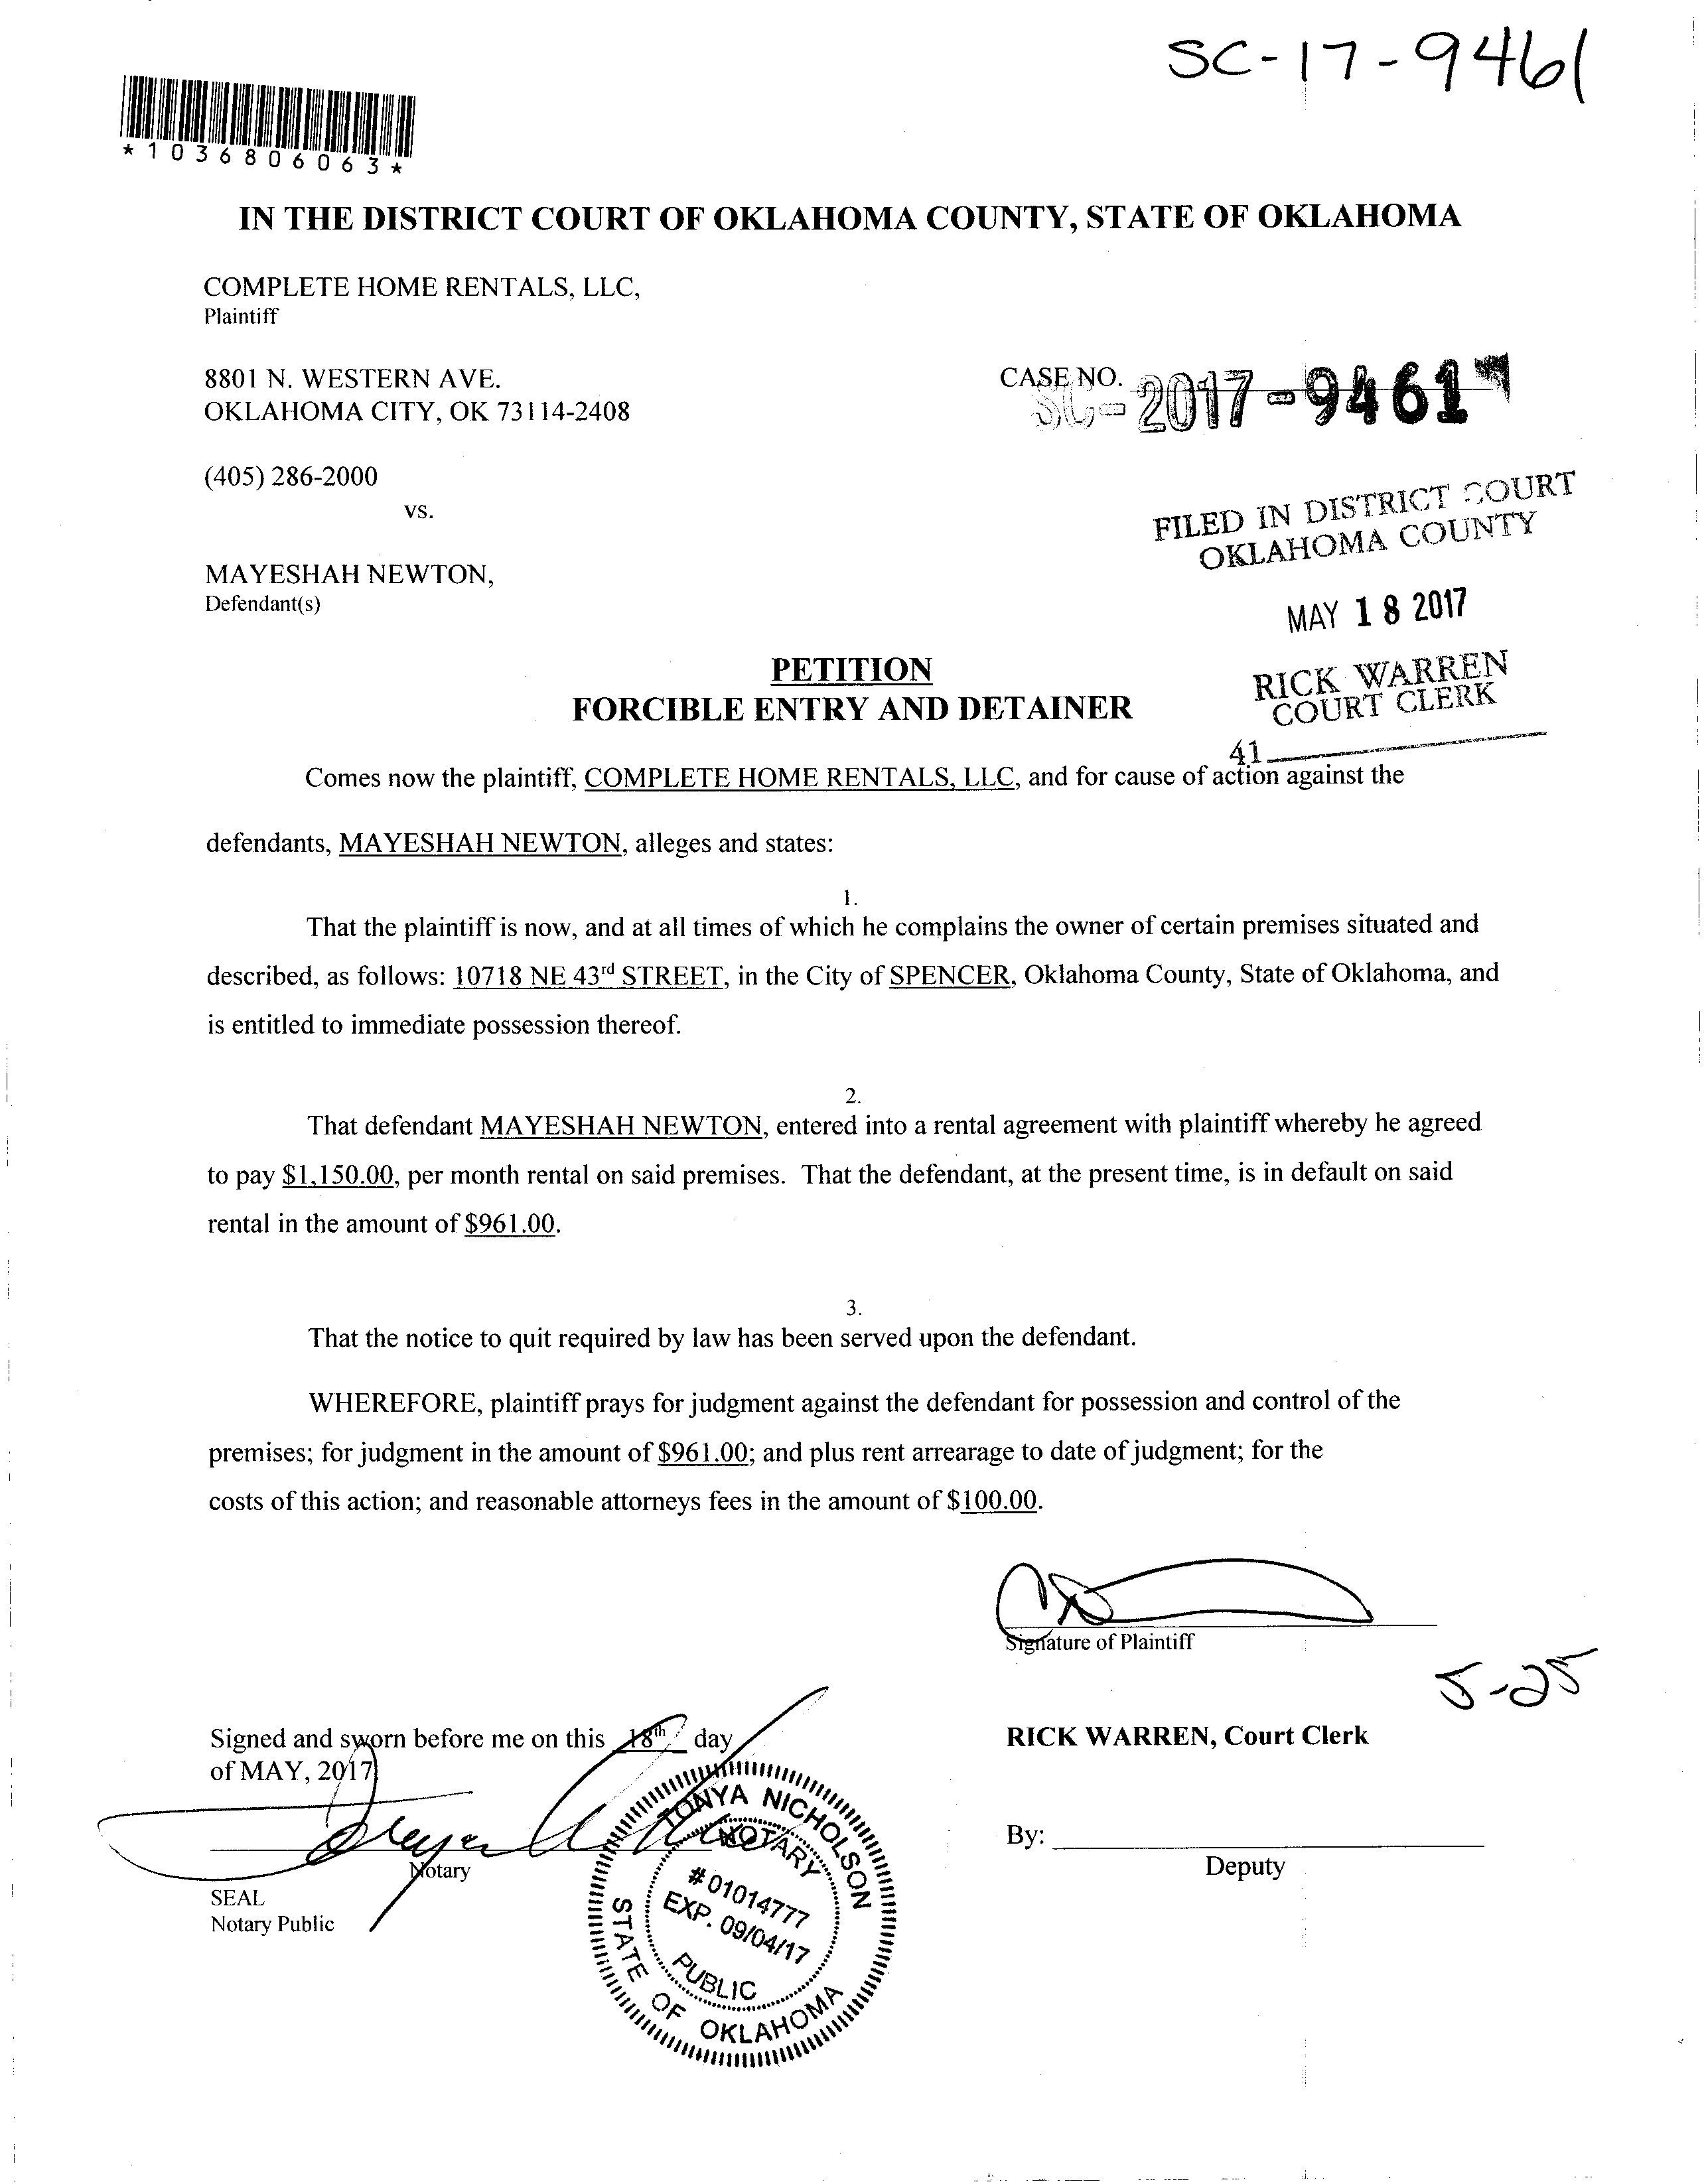 SC-17-9461
*1036806063*
IN THE DISTRICT COURT OF OKLAHOMA COUNTY, STATE OF OKLAHOMA
COMPLETE HOME RENTALS, LLC,
Plaintiff
8801 N. WESTERN AVE.
OKLAHOMA CITY, OK 73114-2408
CASE NO.
SC-2017-9461
(405) 286-2000
vs.
FILED IN DISTRICT COURT
OKLAHOMA COUNTY
MAYESHAH NEWTON,
Defendant(s)
MAY 18 2017
PETITION
FORCIBLE ENTRY AND DETAINER
RICK WARREN
COURT CLERK
41
Comes now the plaintiff, COMPLETE HOME RENTALS, LLC, and for cause of action against the
defendants, MAYESHAH NEWTON, alleges and states:
1.
That the plaintiff is now, and at all times of which he complains the owner of certain premises situated and
described, as follows: 10718 NE 43rd STREET, in the City of SPENCER, Oklahoma County, State of Oklahoma, and
is entitled to immediate possession thereof.
2.
That defendant MAYESHAH NEWTON, entered into a rental agreement with plaintiff whereby he agreed
to pay $1,150.00, per month rental on said premises. That the defendant, at the present time, is in default on said
rental in the amount of $961.00.
3.
That the notice to quit required by law has been served upon the defendant.
WHEREFORE, plaintiff prays for judgment against the defendant for possession and control of the
premises; for judgment in the amount of $961.00; and plus rent arrearage to date of judgment; for the
costs of this action; and reasonable attorneys fees in the amount of $100.00.
Signature of Plaintiff
5-25
Signed and sworn before me on this 18th day
of MAY, 2017
RICK WARREN, Court Clerk
Notary
SEAL
Notary Public
By:
Deputy
TONYA NICHOLSON
NOTARY
# 01014777
EXP. 09/04/17
PUBLIC
STATE OF OKLAHOMA